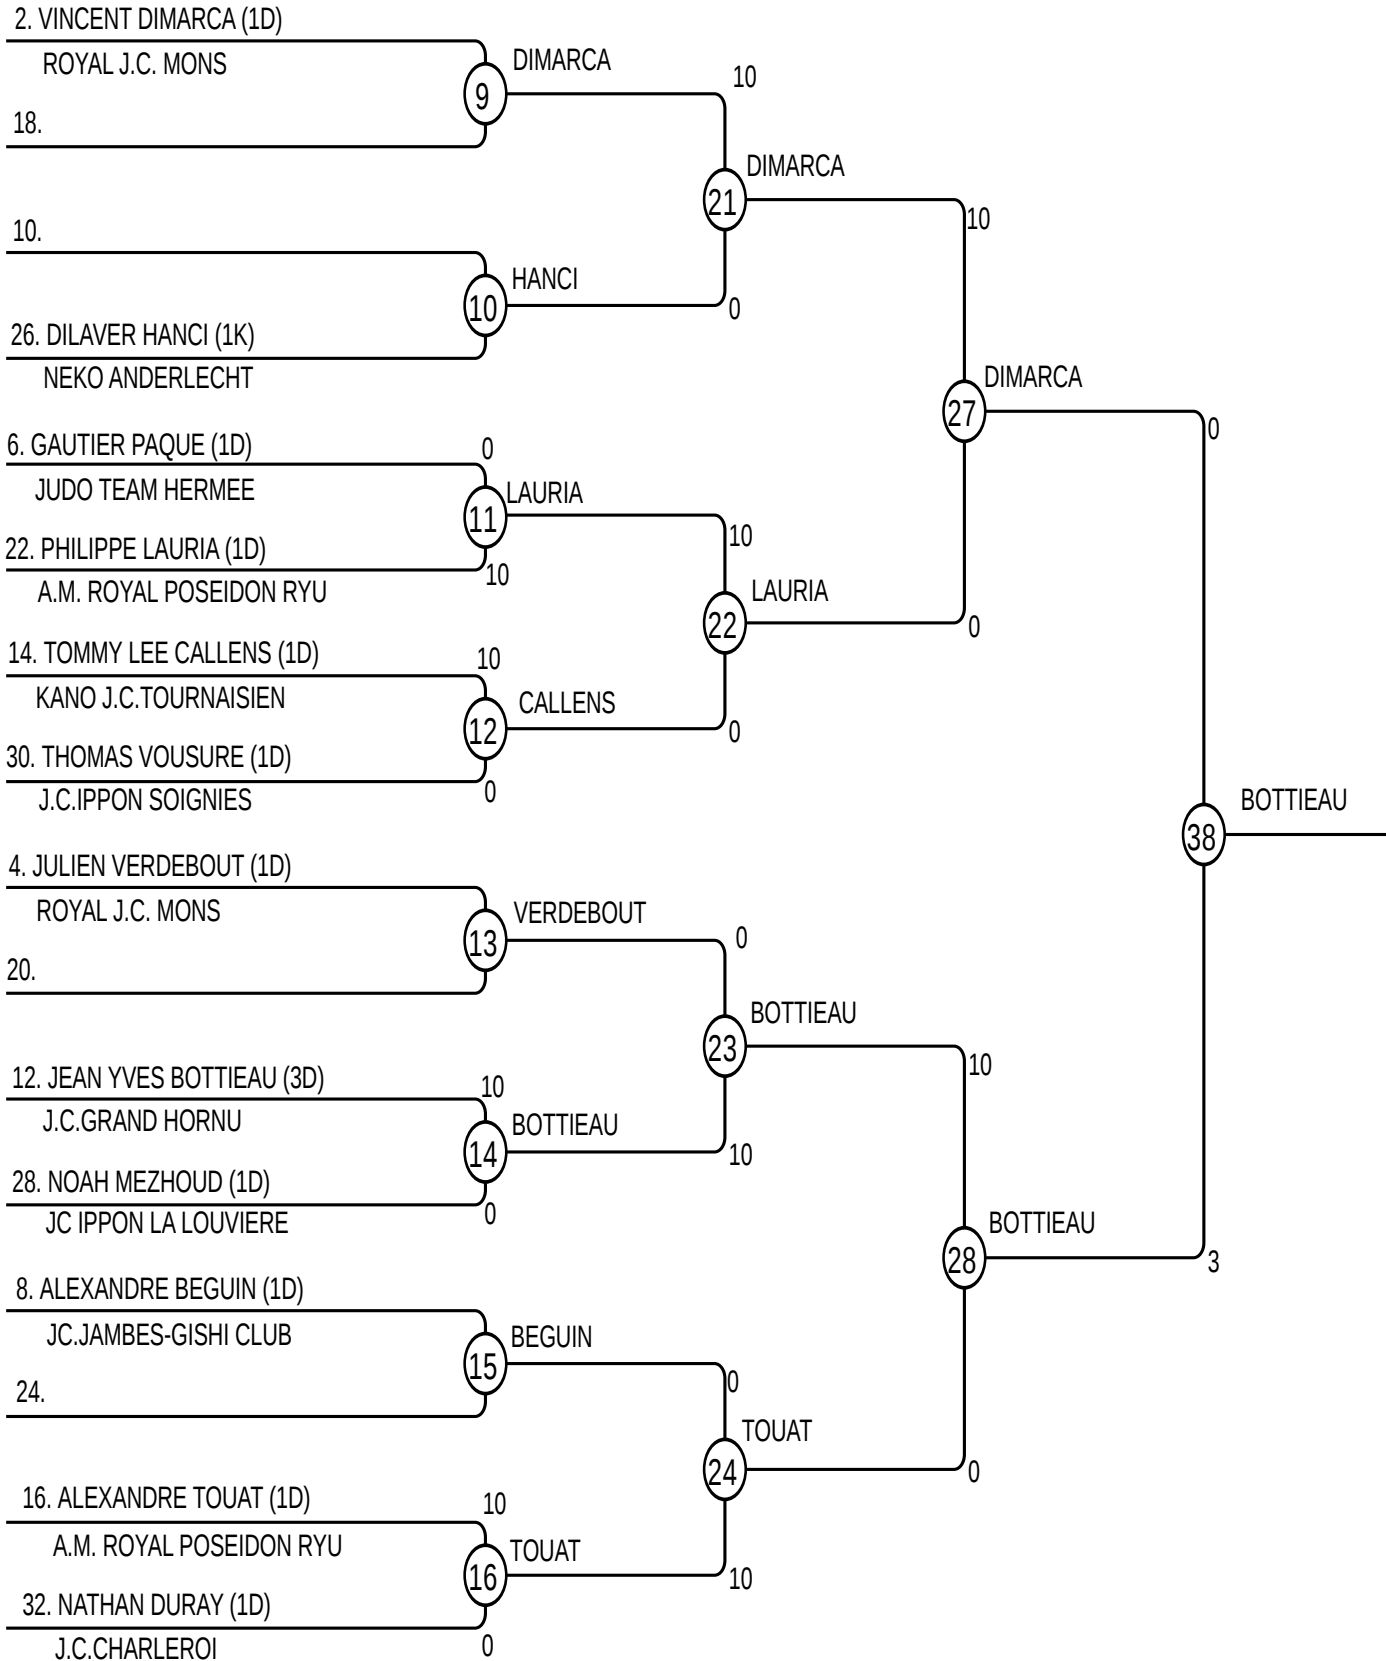 2. VINCENT DIMARCA (1D)
ROYAL J.C. MONS
9
DIMARCA
10
18.
21
DIMARCA
10
10.
10
HANCI
0
26. DILAVER HANCI (1K)
NEKO ANDERLECHT
27
DIMARCA
0
6. GAUTIER PAQUE (1D)
0
JUDO TEAM HERMEE
11
LAURIA
10
22. PHILIPPE LAURIA (1D)
10
A.M. ROYAL POSEIDON RYU
22
LAURIA
0
14. TOMMY LEE CALLENS (1D)
10
KANO J.C.TOURNAISIEN
12
CALLENS
0
30. THOMAS VOUSURE (1D)
0
J.C.IPPON SOIGNIES
38
BOTTIEAU
4. JULIEN VERDEBOUT (1D)
ROYAL J.C. MONS
13
VERDEBOUT
0
20.
23
BOTTIEAU
10
12. JEAN YVES BOTTIEAU (3D)
10
J.C.GRAND HORNU
14
BOTTIEAU
10
28. NOAH MEZHOUD (1D)
0
JC IPPON LA LOUVIERE
28
BOTTIEAU
3
8. ALEXANDRE BEGUIN (1D)
JC.JAMBES-GISHI CLUB
15
BEGUIN
0
24.
24
TOUAT
0
16. ALEXANDRE TOUAT (1D)
10
A.M. ROYAL POSEIDON RYU
16
TOUAT
10
32. NATHAN DURAY (1D)
0
J.C.CHARLEROI